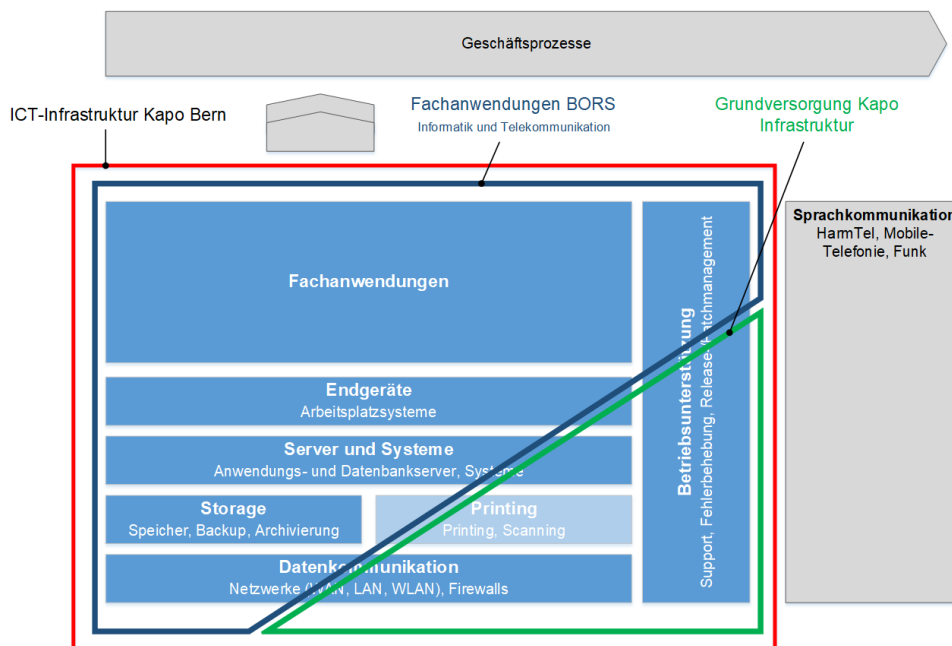 Geschäftsprozesse
ICT-Infrastruktur Kapo Bern
Fachanwendungen BORS
Informatik und Telekommunikation
Grundversorgung Kapo
Infrastruktur
Fachanwendungen
Endgeräte
Arbeitsplatzsysteme
Server und Systeme
Anwendungs- und Datenbankserver, Systeme
Storage
Speicher, Backup, Archivierung
Printing
Printing, Scanning
Datenkommunikation
Netzwerke (WAN, LAN, WLAN), Firewalls
Betriebsunterstützung
Support, Fehlerbehebung, Release-/Patchmanagement
Sprachkommunikation
HarmTel, Mobile-
Telefonie, Funk